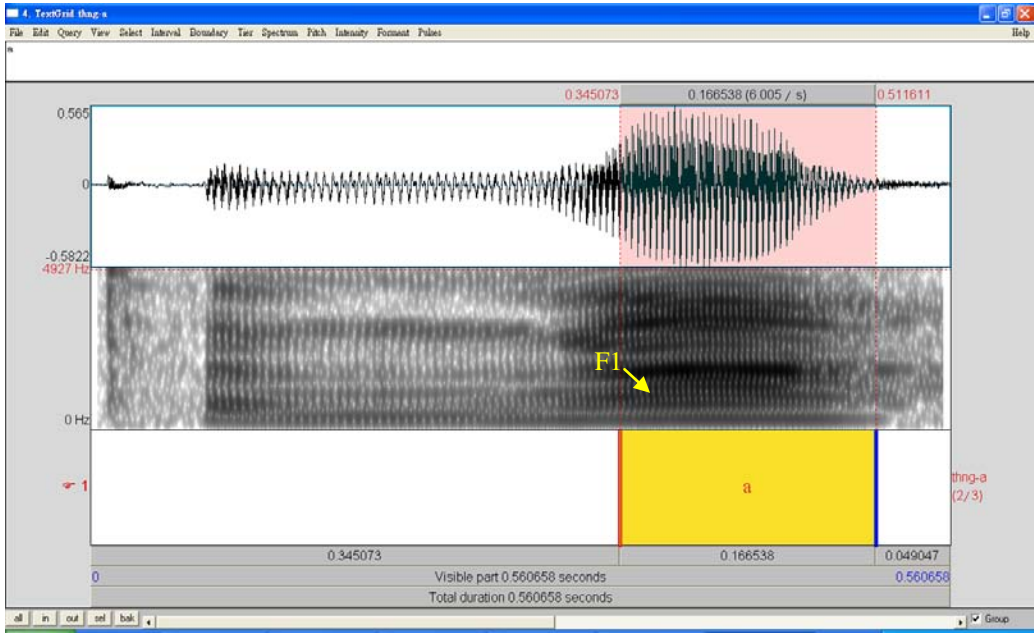 4. TextGrid thng-a
File Edit Query View Select Interval Boundary Tier Spectrum Pitch Intensity Formant Pulses Help
a
0.345073 0.166538 (6.005 / s) 0.511611
0.565
0
-0.5822
4927 Hz
F1
0 Hz
1 a thng-a
(2/3)
0.345073 0.166538 0.049047
0 Visible part 0.560658 seconds 0.560658
Total duration 0.560658 seconds
all in out sel bak Group